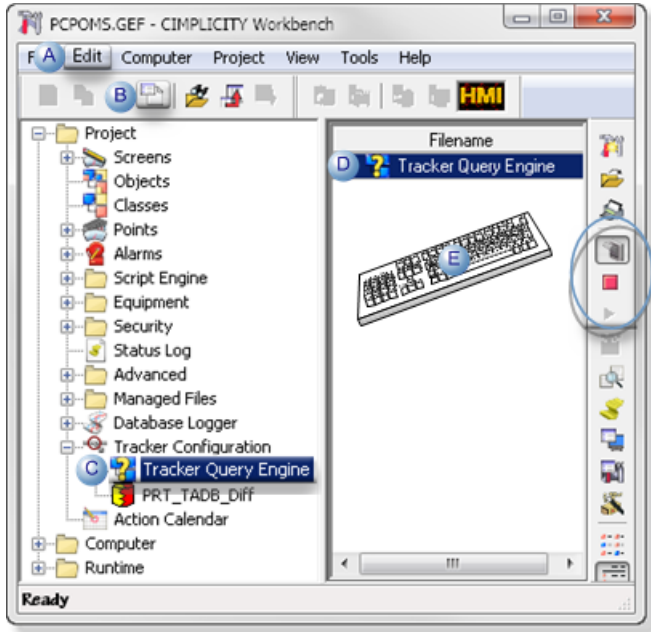 PCPOMS.GEF - CIMPLICITY Workbench
F A Edit Computer Project View Tools Help
B HMI
Project
Screens
Objects
Classes
Points
Alarms
Script Engine
Equipment
Security
Status Log
Advanced
Managed Files
Database Logger
Tracker Configuration
C Tracker Query Engine
PRT_TADB_Diff
Action Calendar
Computer
Runtime
Filename
D Tracker Query Engine
E
Ready